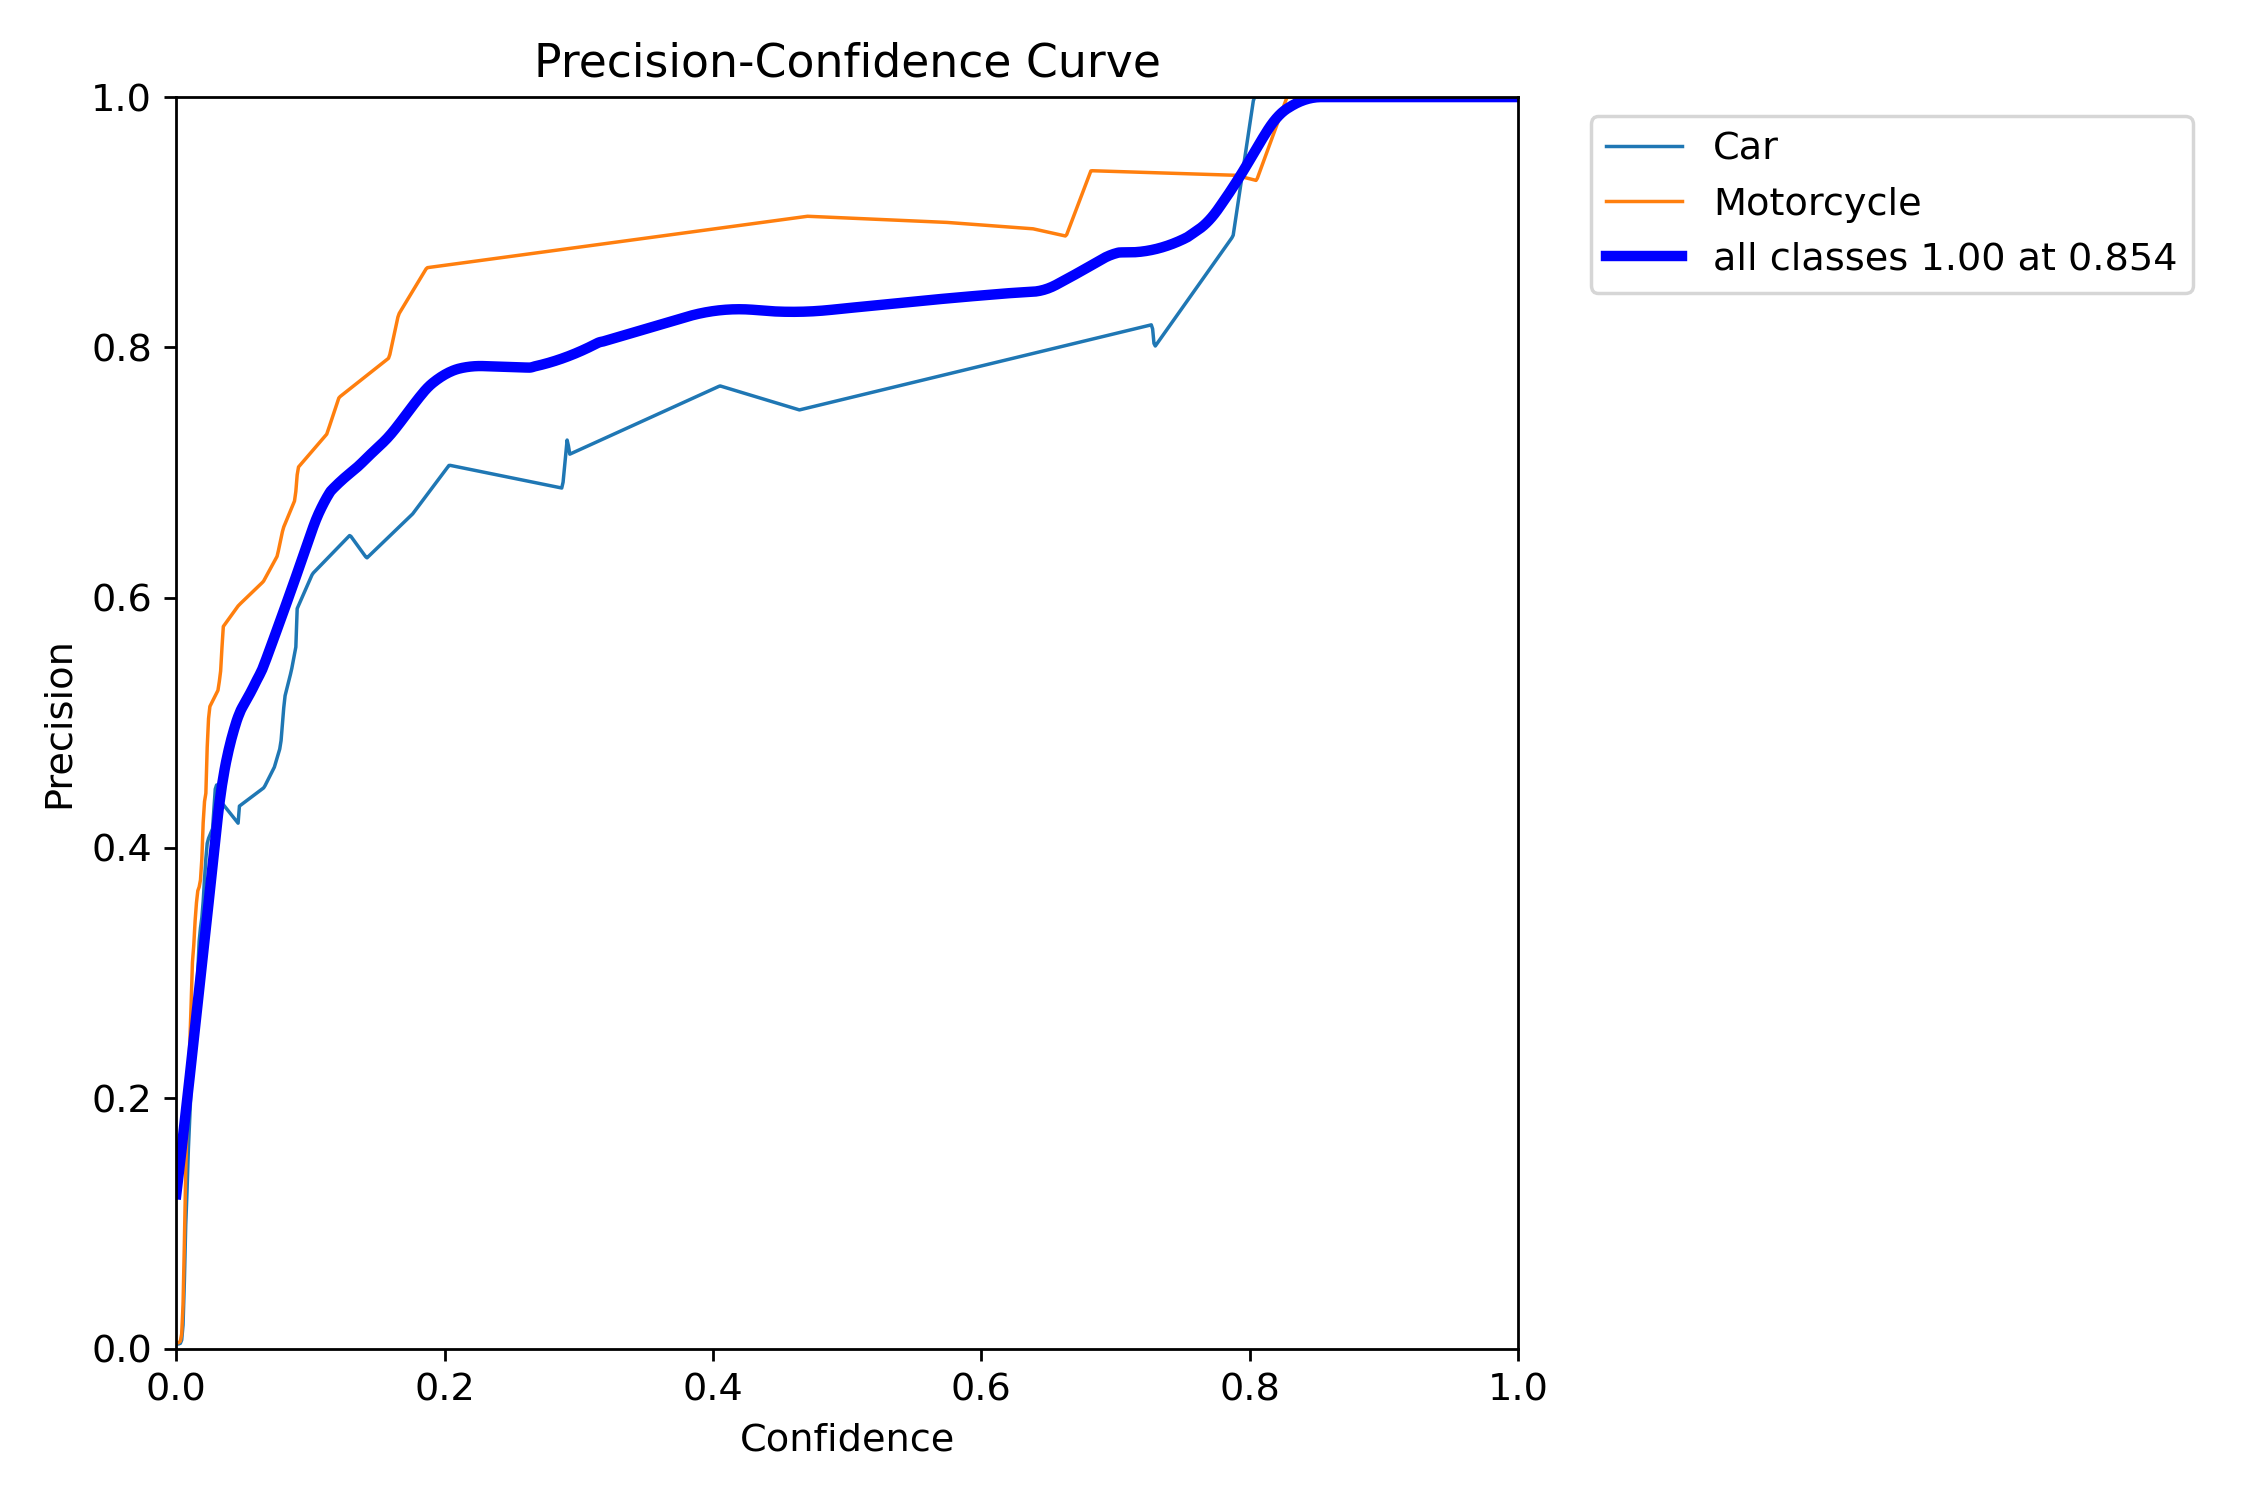 Precision-Confidence Curve
1.0
0.8
0.6
0.4
0.2
0.0
Precision
0.0 0.2 0.4 0.6 0.8 1.0
Confidence
Car
Motorcycle
all classes 1.00 at 0.854